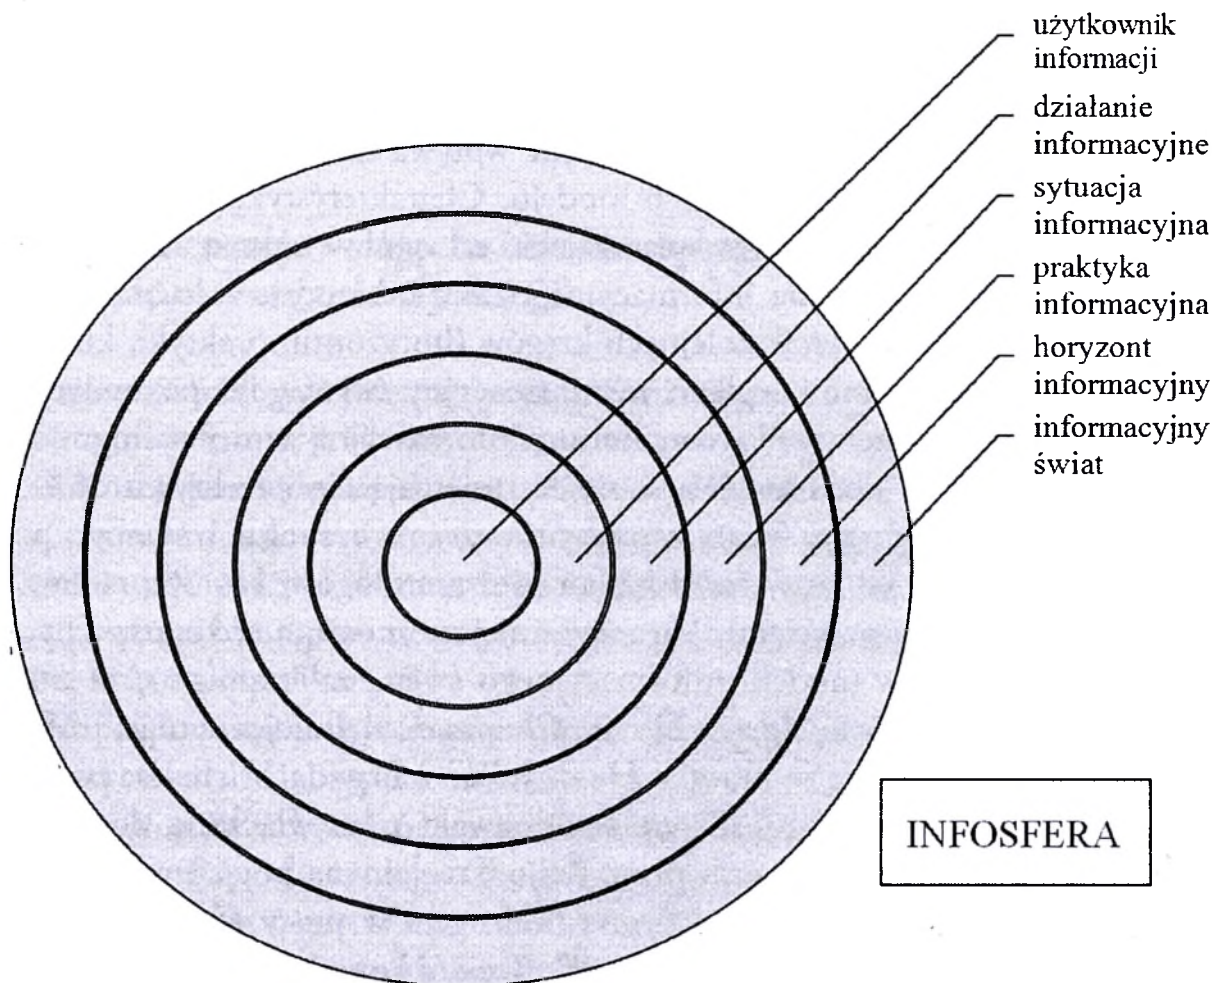 użytkownik
informacji
działanie
informacyjne
sytuacja
informacyjna
praktyka
informacyjna
horyzont
informacyjny
informacyjny
świat
INFOSFERA